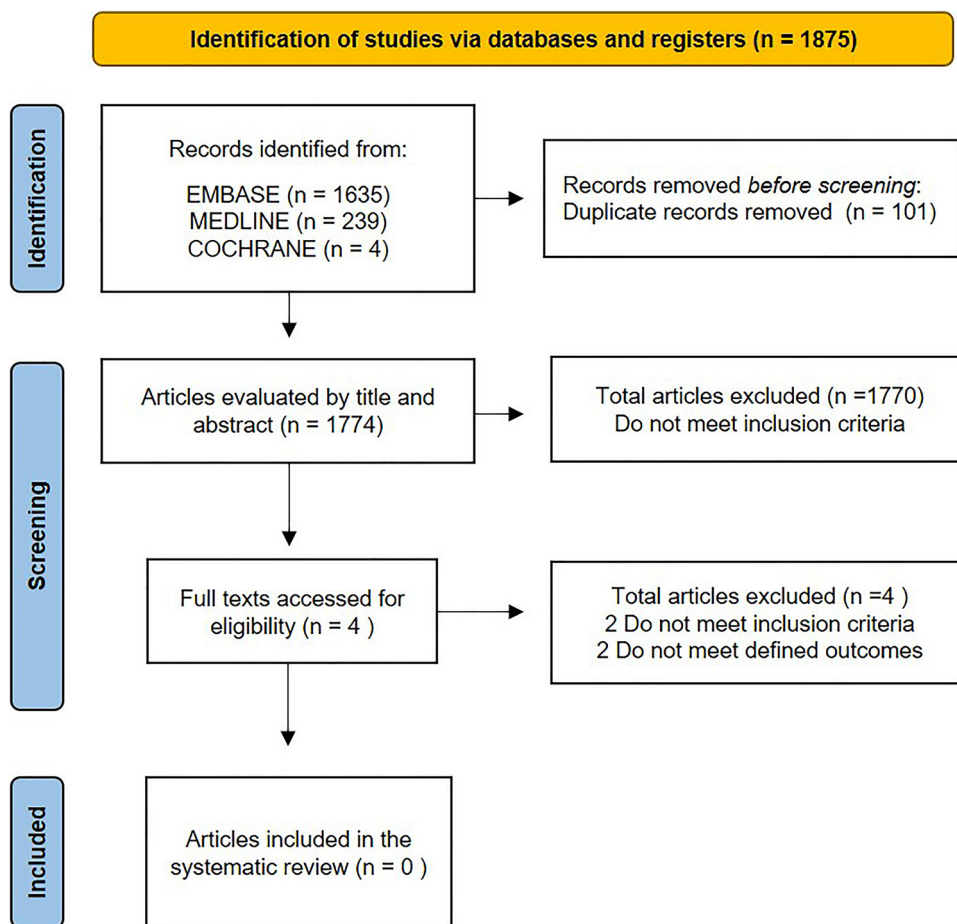 Identification of studies via databases and registers (n = 1875)
Identification
Records identified from:
EMBASE (n = 1635)
MEDLINE (n = 239)
COCHRANE (n = 4)
Records removed before screening:
Duplicate records removed (n = 101)
Screening
Articles evaluated by title and
abstract (n = 1774)
Total articles excluded (n =1770)
Do not meet inclusion criteria
Full texts accessed for
eligibility (n = 4 )
Total articles excluded (n =4 )
2 Do not meet inclusion criteria
2 Do not meet defined outcomes
Included
Articles included in the
systematic review (n = 0 )